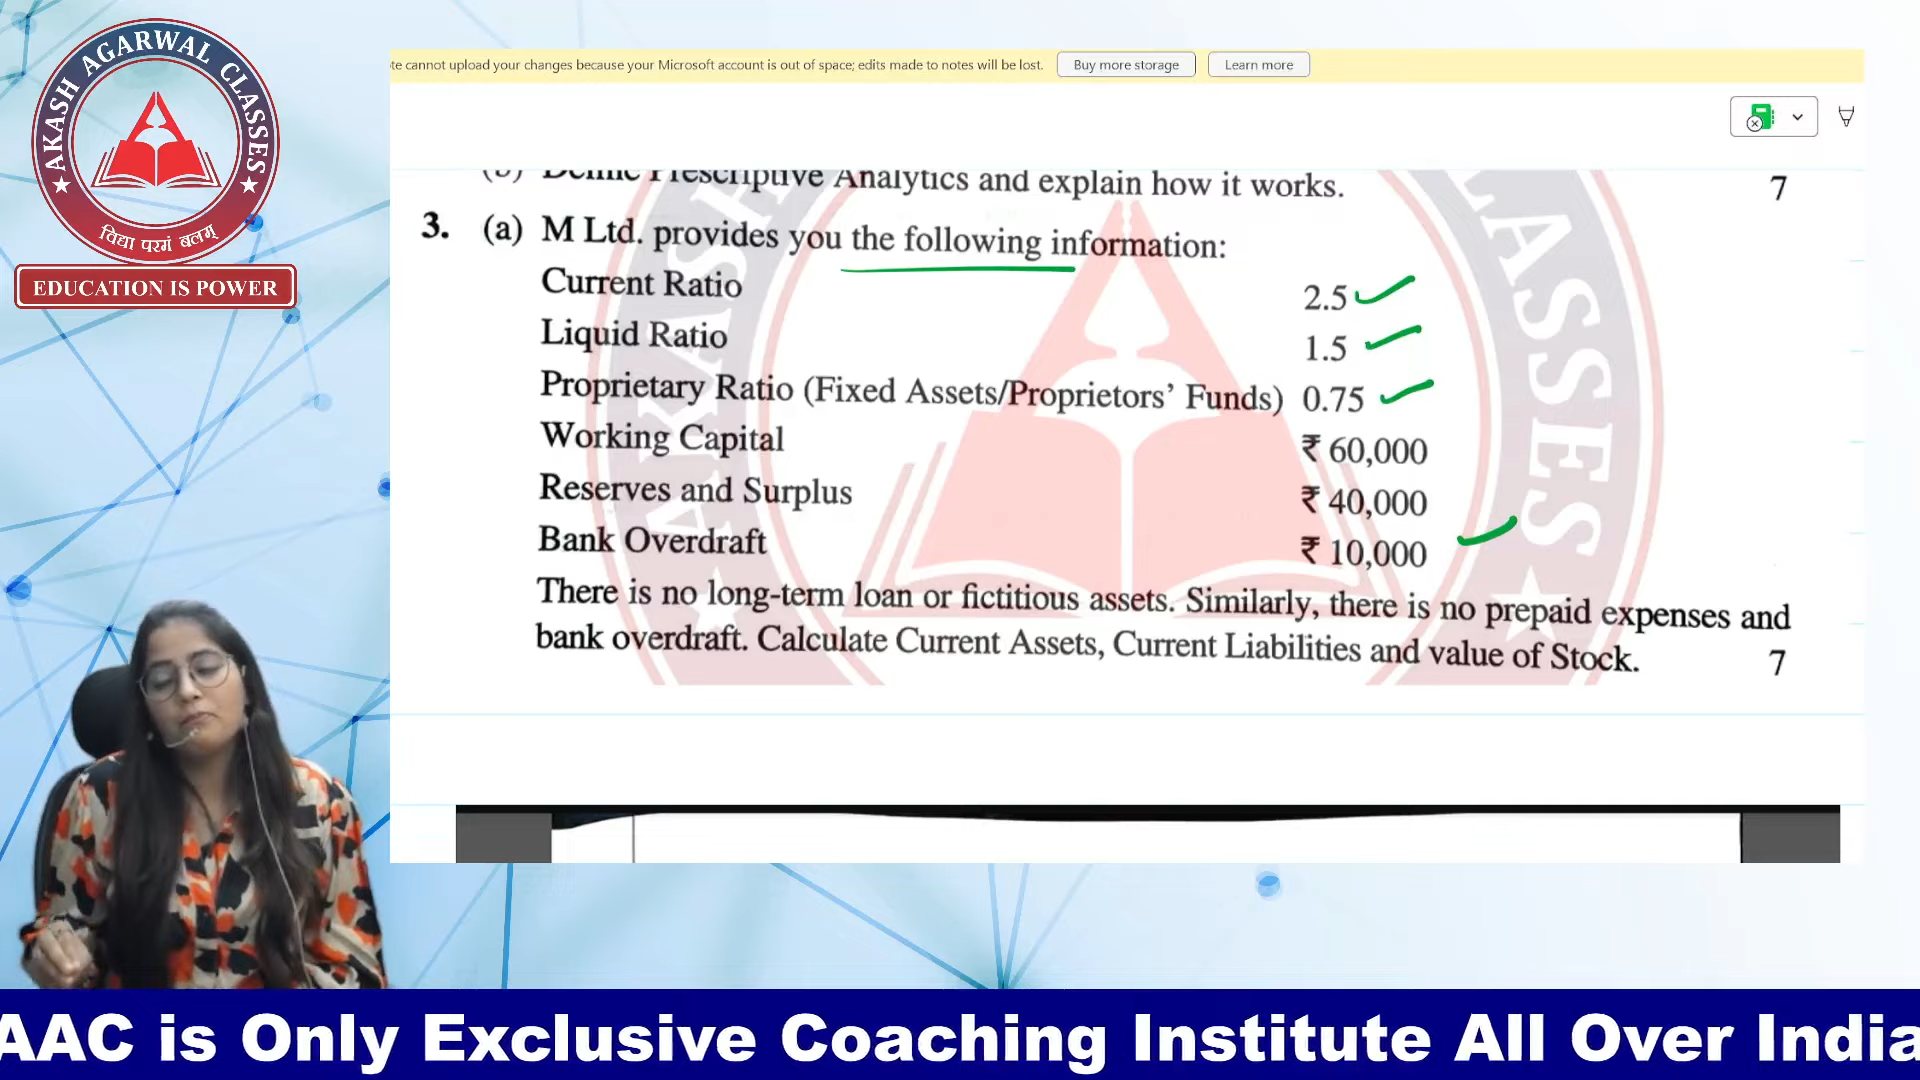 AKASH AGARWAL CLASSES
विद्या परमं बलम्
EDUCATION IS POWER
te cannot upload your changes because your Microsoft account is out of space; edits made to notes will be lost. Buy more storage Learn more
(b) Define Prescriptive Analytics and explain how it works. 7
3. (a) M Ltd. provides you the following information:
Current Ratio 2.5
Liquid Ratio 1.5
Proprietary Ratio (Fixed Assets/Proprietors' Funds) 0.75
Working Capital ₹ 60,000
Reserves and Surplus ₹ 40,000
Bank Overdraft ₹ 10,000
There is no long-term loan or fictitious assets. Similarly, there is no prepaid expenses and
bank overdraft. Calculate Current Assets, Current Liabilities and value of Stock. 7
AAC is Only Exclusive Coaching Institute All Over India